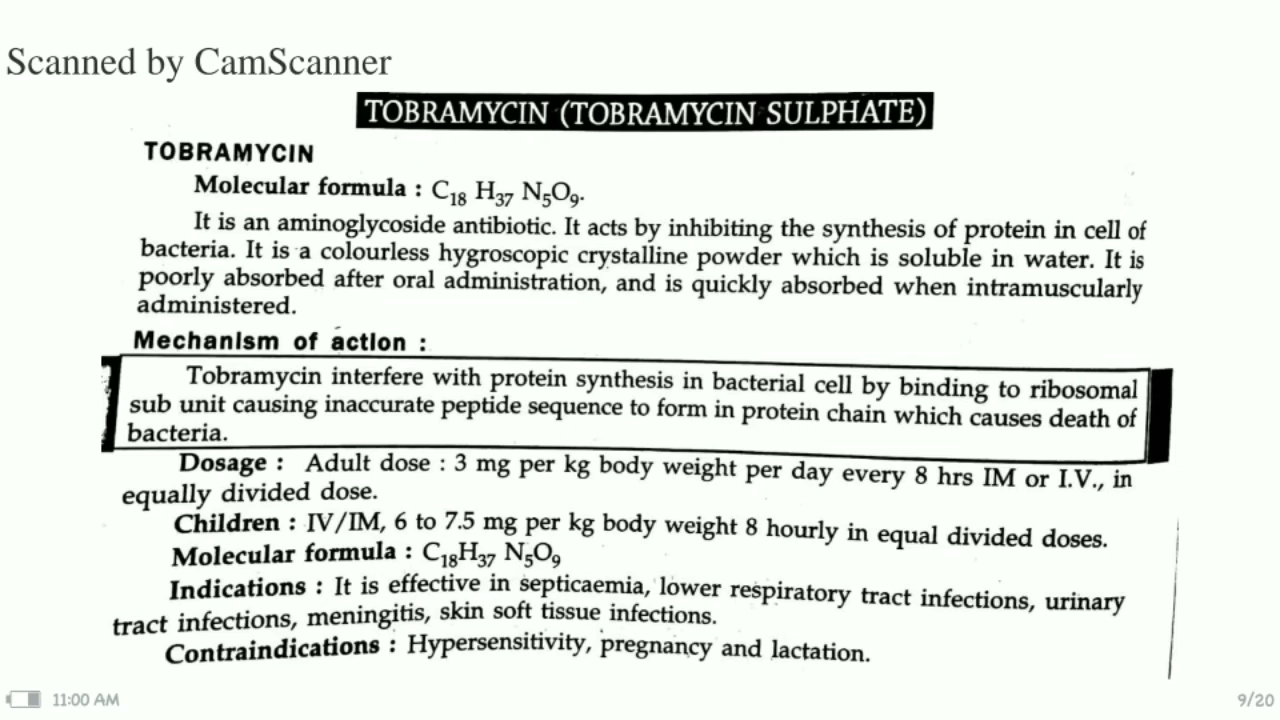 Scanned by CamScanner
TOBRAMYCIN (TOBRAMYCIN SULPHATE)
TOBRAMYCIN
Molecular formula : C18 H37 N5O9.
It is an aminoglycoside antibiotic. It acts by inhibiting the synthesis of protein in cell of
bacteria. It is a colourless hygroscopic crystalline powder which is soluble in water. It is
poorly absorbed after oral administration, and is quickly absorbed when intramuscularly
administered.
Mechanism of action :
Tobramycin interfere with protein synthesis in bacterial cell by binding to ribosomal
sub unit causing inaccurate peptide sequence to form in protein chain which causes death of
bacteria.
Dosage : Adult dose : 3 mg per kg body weight per day every 8 hrs IM or I.V., in
equally divided dose.
Children : IV/IM, 6 to 7.5 mg per kg body weight 8 hourly in equal divided doses.
Molecular formula : C18H37 N5O9
Indications : It is effective in septicaemia, lower respiratory tract infections, urinary
tract infections, meningitis, skin soft tissue infections.
Contraindications : Hypersensitivity, pregnancy and lactation.
11:00 AM
9/20